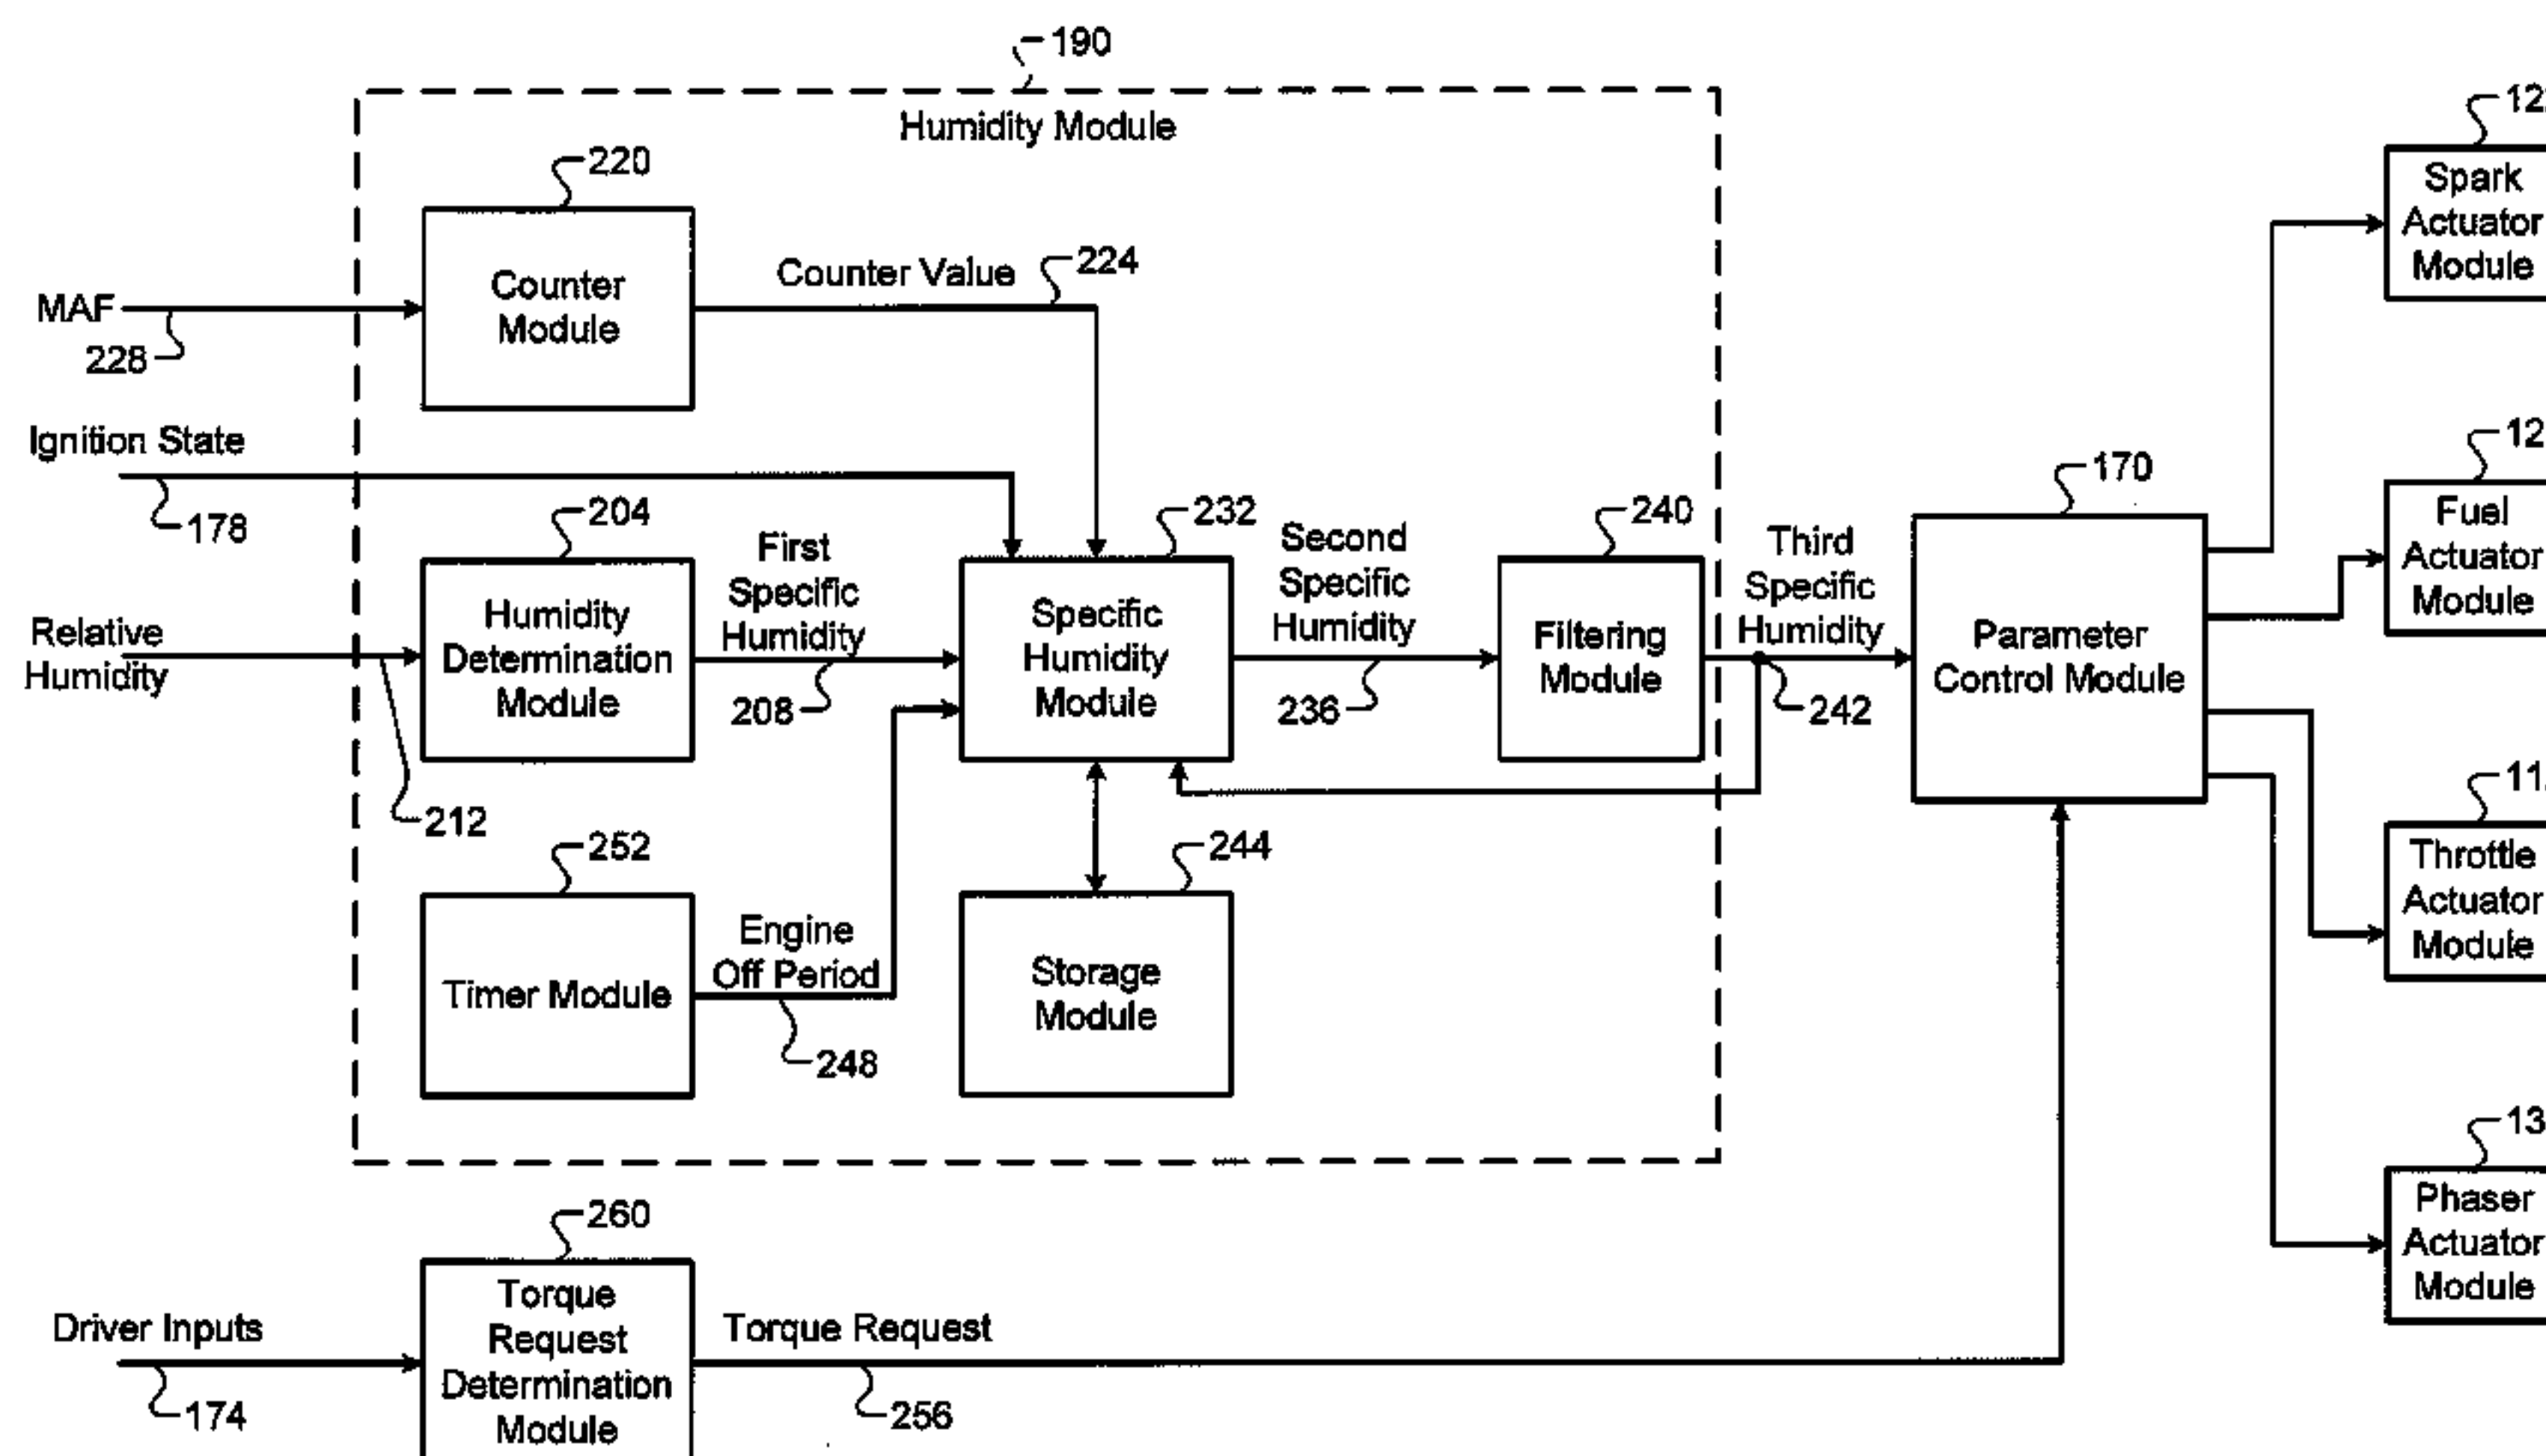 190
Humidity Module
220
Counter
Module
Counter Value
224
MAF
228
Ignition State
178
204
Humidity
Determination
Module
Relative
Humidity
212
First
Specific
Humidity
208
232
Specific
Humidity
Module
Second
Specific
Humidity
236
240
Filtering
Module
Third
Specific
Humidity
242
170
Parameter
Control Module
252
Timer Module
Engine
Off Period
248
244
Storage
Module
Spark
Actuator
Module
Fuel
Actuator
Module
Throttle
Actuator
Module
Phaser
Actuator
Module
260
Torque
Request
Determination
Module
Driver Inputs
174
Torque Request
256